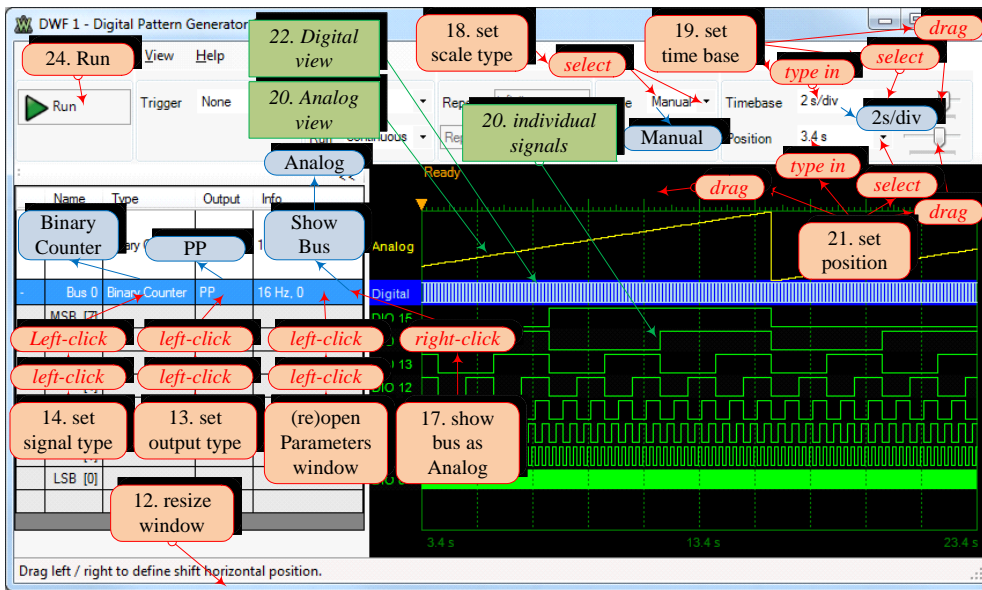 DWF 1 - Digital Pattern Generator
View Help
24. Run
Run
Trigger None
22. Digital
view
20. Analog
view
18. set
scale type
select
Manual
Manual
19. set
time base
drag
select
type in
Timebase 2 s/div
2s/div
Position 3.4 s
20. individual
signals
type in
select
drag
drag
21. set
position
Analog
<<
Ready
Name Type Output Info
Binary
Counter
PP
Show
Bus
Analog
- Bus 0 Binary Counter PP 16 Hz, 0
Digital
MSB [7]
DIO 15
Left-click left-click left-click right-click
13
left-click left-click left-click
DIO 12
14. set
signal type
13. set
output type
(re)open
Parameters
window
17. show
bus as
Analog
LSB [0]
12. resize
window
3.4 s 13.4 s 23.4 s
Drag left / right to define shift horizontal position.